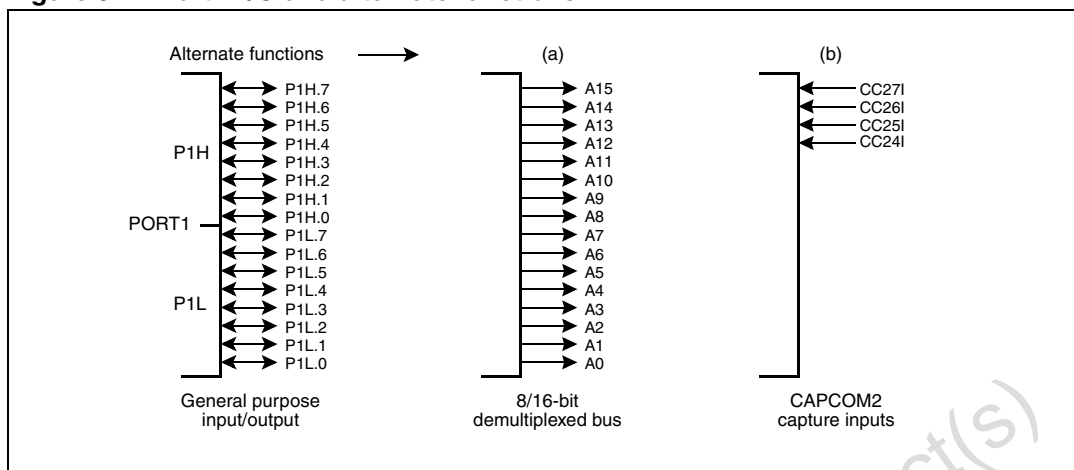 Alternate functions
(a)
(b)
P1H.7
P1H.6
P1H.5
P1H.4
P1H.3
P1H.2
P1H.1
P1H.0
P1L.7
P1L.6
P1L.5
P1L.4
P1L.3
P1L.2
P1L.1
P1L.0
P1H
PORT1
P1L
General purpose
input/output
A15
A14
A13
A12
A11
A10
A9
A8
A7
A6
A5
A4
A3
A2
A1
A0
8/16-bit
demultiplexed bus
CC27I
CC26I
CC25I
CC24I
CAPCOM2
capture inputs
ct(s)